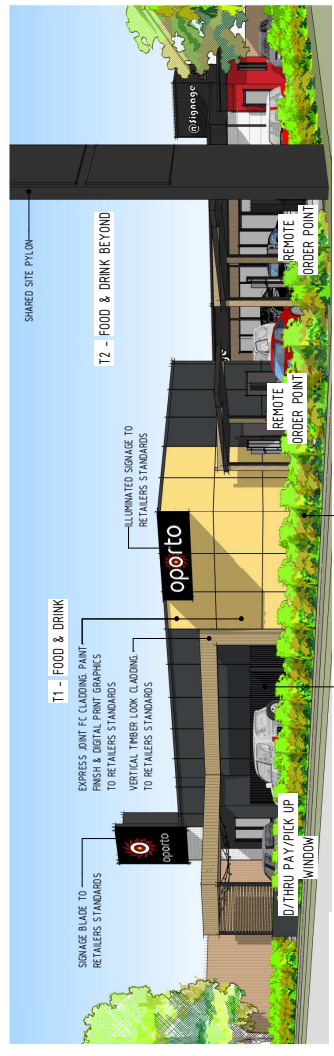 SHARED SITE PYLON
T2 - FOOD & DRINK BEYOND
@Signage
REMOTE
ORDER POINT
REMOTE
ORDER POINT
ILLUMINATED SIGNAGE TO
RETAILERS STANDARDS
oporto
T1 - FOOD & DRINK
EXPRESS JOINT FC CLADDING. PAINT
FINISH & DIGITAL PRINT GRAPHICS
TO RETAILERS STANDARDS
VERTICAL TIMBER LOOK CLADDING.
TO RETAILERS STANDARDS
SIGNAGE BLADE TO
RETAILERS STANDARDS
oporto
D/THRU PAY/PICK UP
WINDOW